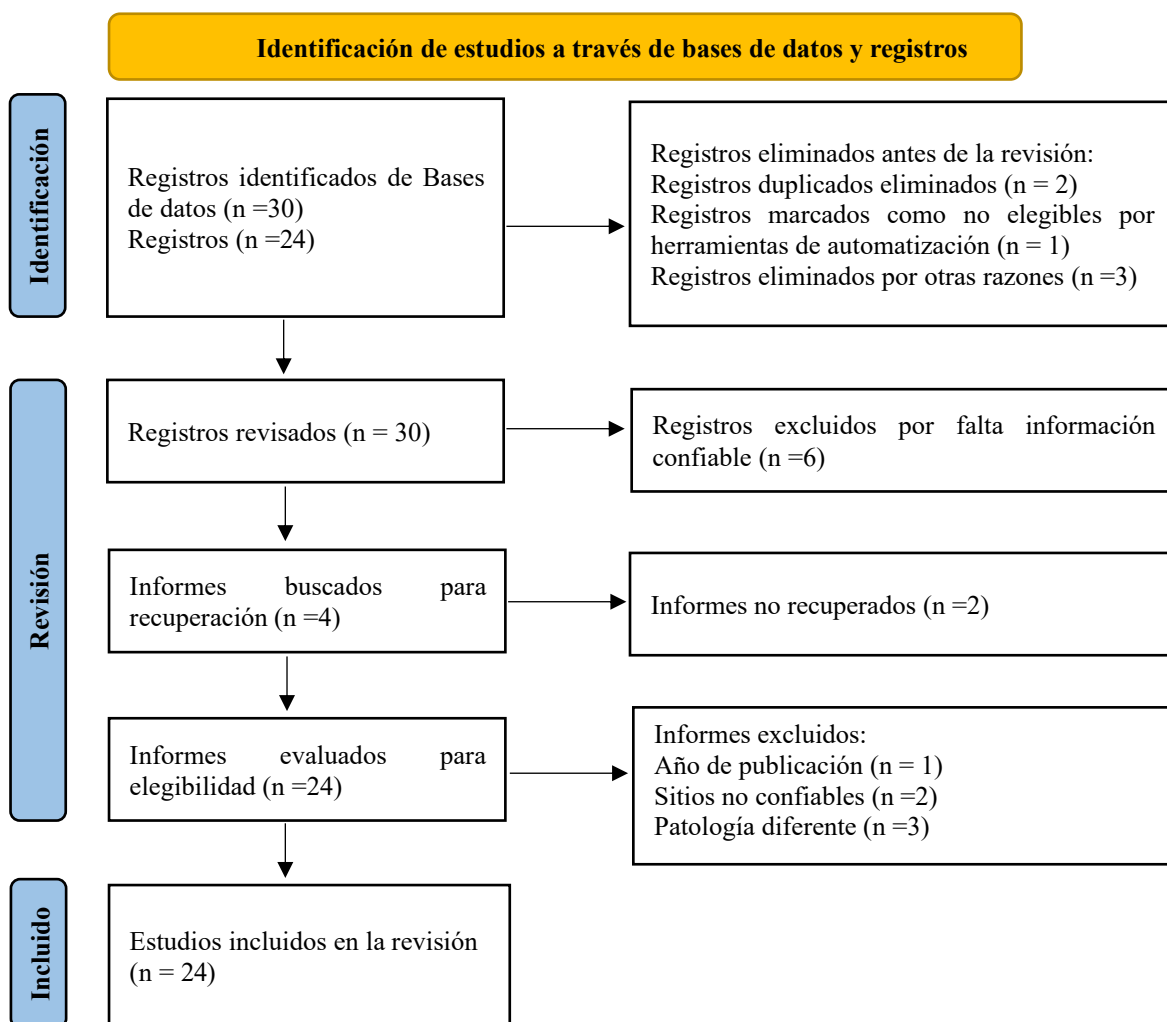 Identificación de estudios a través de bases de datos y registros
Identificación
Registros identificados de Bases
de datos (n =30)
Registros (n =24)
Registros eliminados antes de la revisión:
Registros duplicados eliminados (n = 2)
Registros marcados como no elegibles por
herramientas de automatización (n = 1)
Registros eliminados por otras razones (n =3)
Revisión
Registros revisados (n = 30)
Registros excluidos por falta información
confiable (n =6)
Informes buscados para
recuperación (n =4)
Informes no recuperados (n =2)
Informes evaluados para
elegibilidad (n =24)
Informes excluidos:
Año de publicación (n = 1)
Sitios no confiables (n =2)
Patología diferente (n =3)
Incluido
Estudios incluidos en la revisión
(n = 24)